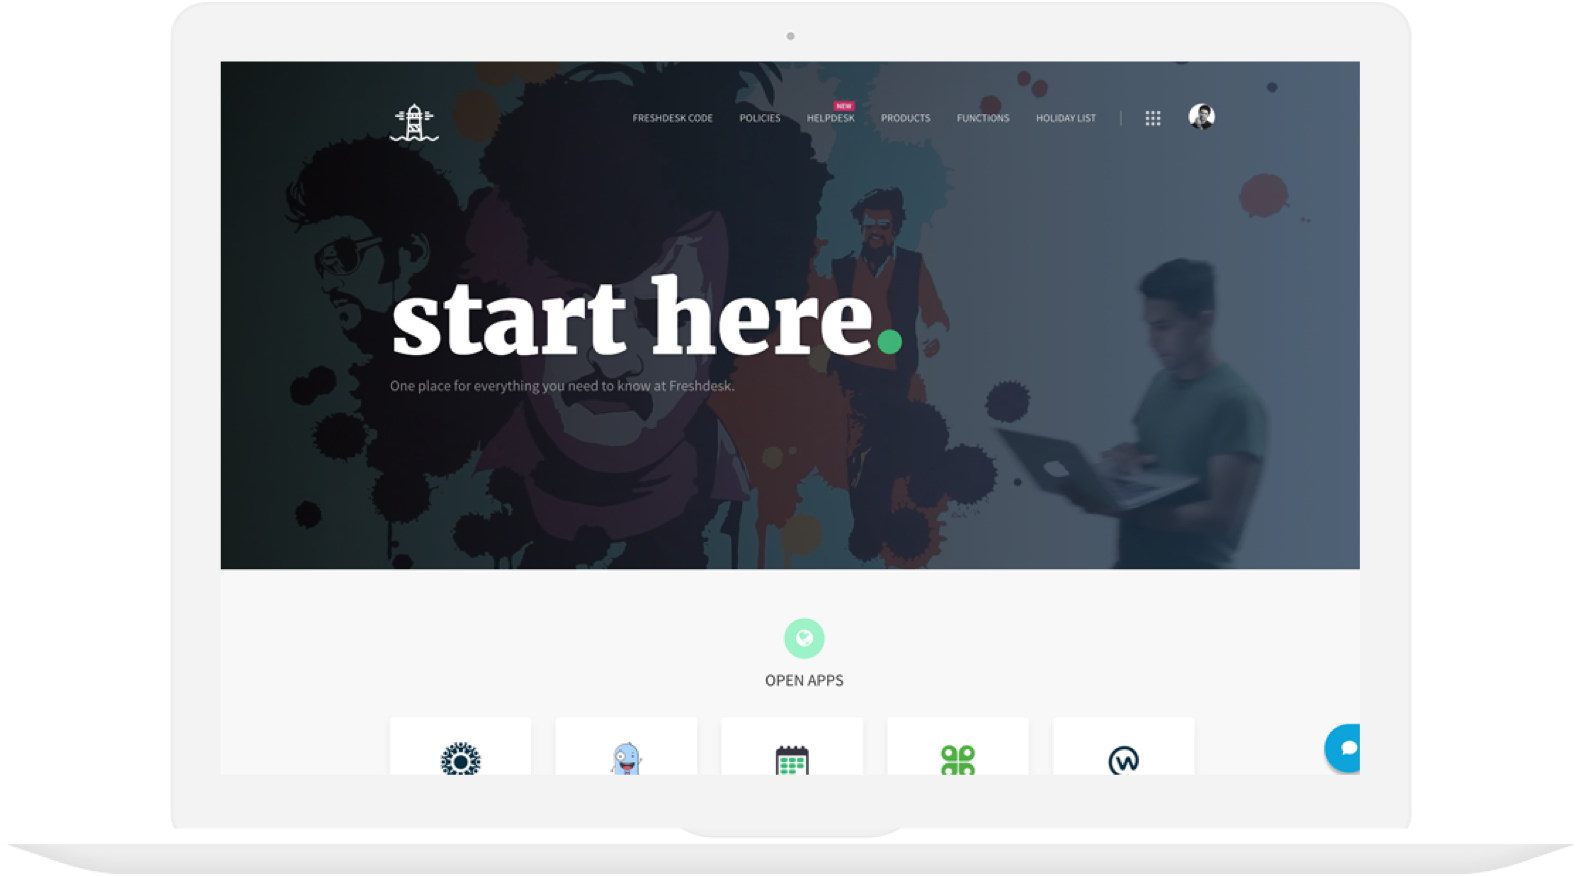 NEW
FRESHDESK CODE POLICIES HELPDESK PRODUCTS FUNCTIONS HOLIDAY LIST
start here.
One place for everything you need to know at Freshdesk.
OPEN APPS